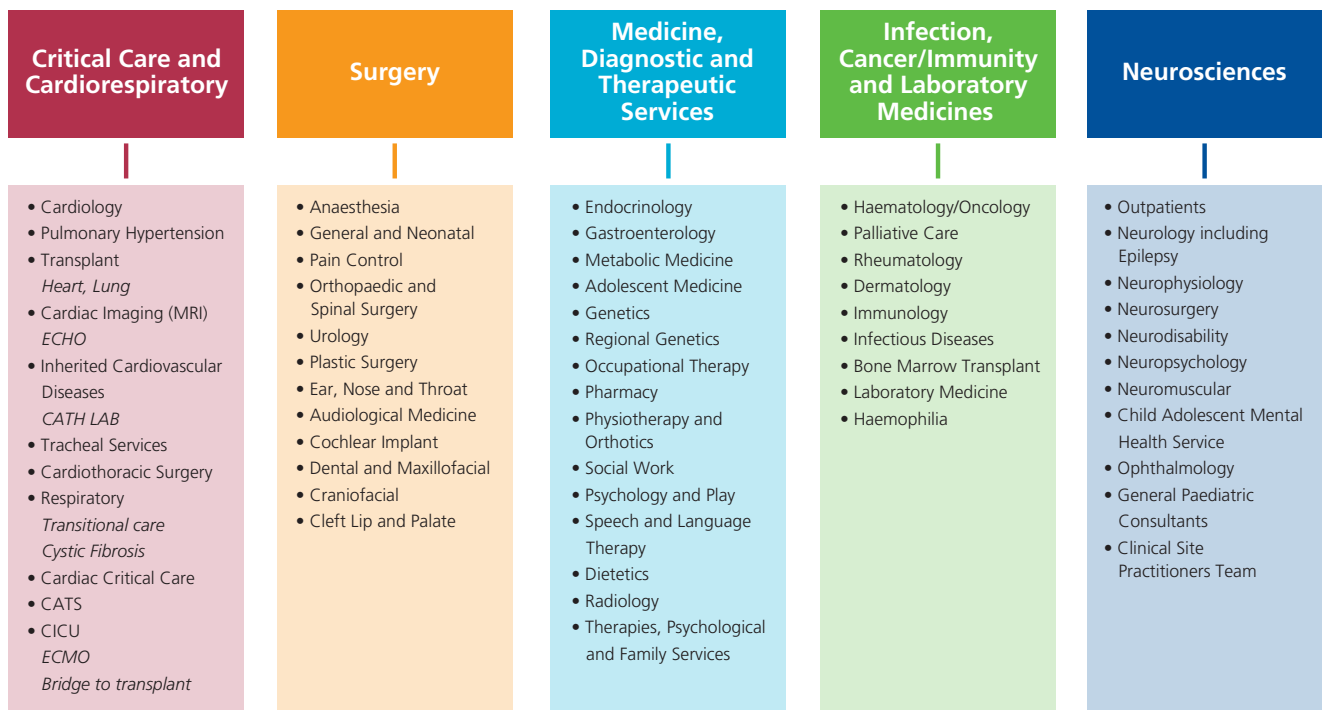 Critical Care and
Cardiorespiratory
• Cardiology
• Pulmonary Hypertension
• Transplant
Heart, Lung
• Cardiac Imaging (MRI)
ECHO
• Inherited Cardiovascular
Diseases
CATH LAB
• Tracheal Services
• Cardiothoracic Surgery
• Respiratory
Transitional care
Cystic Fibrosis
• Cardiac Critical Care
• CATS
• CICU
ECMO
Bridge to transplant
Surgery
• Anaesthesia
• General and Neonatal
• Pain Control
• Orthopaedic and
Spinal Surgery
• Urology
• Plastic Surgery
• Ear, Nose and Throat
• Audiological Medicine
• Cochlear Implant
• Dental and Maxillofacial
• Craniofacial
• Cleft Lip and Palate
Medicine,
Diagnostic and
Therapeutic
Services
• Endocrinology
• Gastroenterology
• Metabolic Medicine
• Adolescent Medicine
• Genetics
• Regional Genetics
• Occupational Therapy
• Pharmacy
• Physiotherapy and
Orthotics
• Social Work
• Psychology and Play
• Speech and Language
Therapy
• Dietetics
• Radiology
• Therapies, Psychological
and Family Services
Infection,
Cancer/Immunity
and Laboratory
Medicines
• Haematology/Oncology
• Palliative Care
• Rheumatology
• Dermatology
• Immunology
• Infectious Diseases
• Bone Marrow Transplant
• Laboratory Medicine
• Haemophilia
Neurosciences
• Outpatients
• Neurology including
Epilepsy
• Neurophysiology
• Neurosurgery
• Neurodisability
• Neuropsychology
• Neuromuscular
• Child Adolescent Mental
Health Service
• Ophthalmology
• General Paediatric
Consultants
• Clinical Site
Practitioners Team